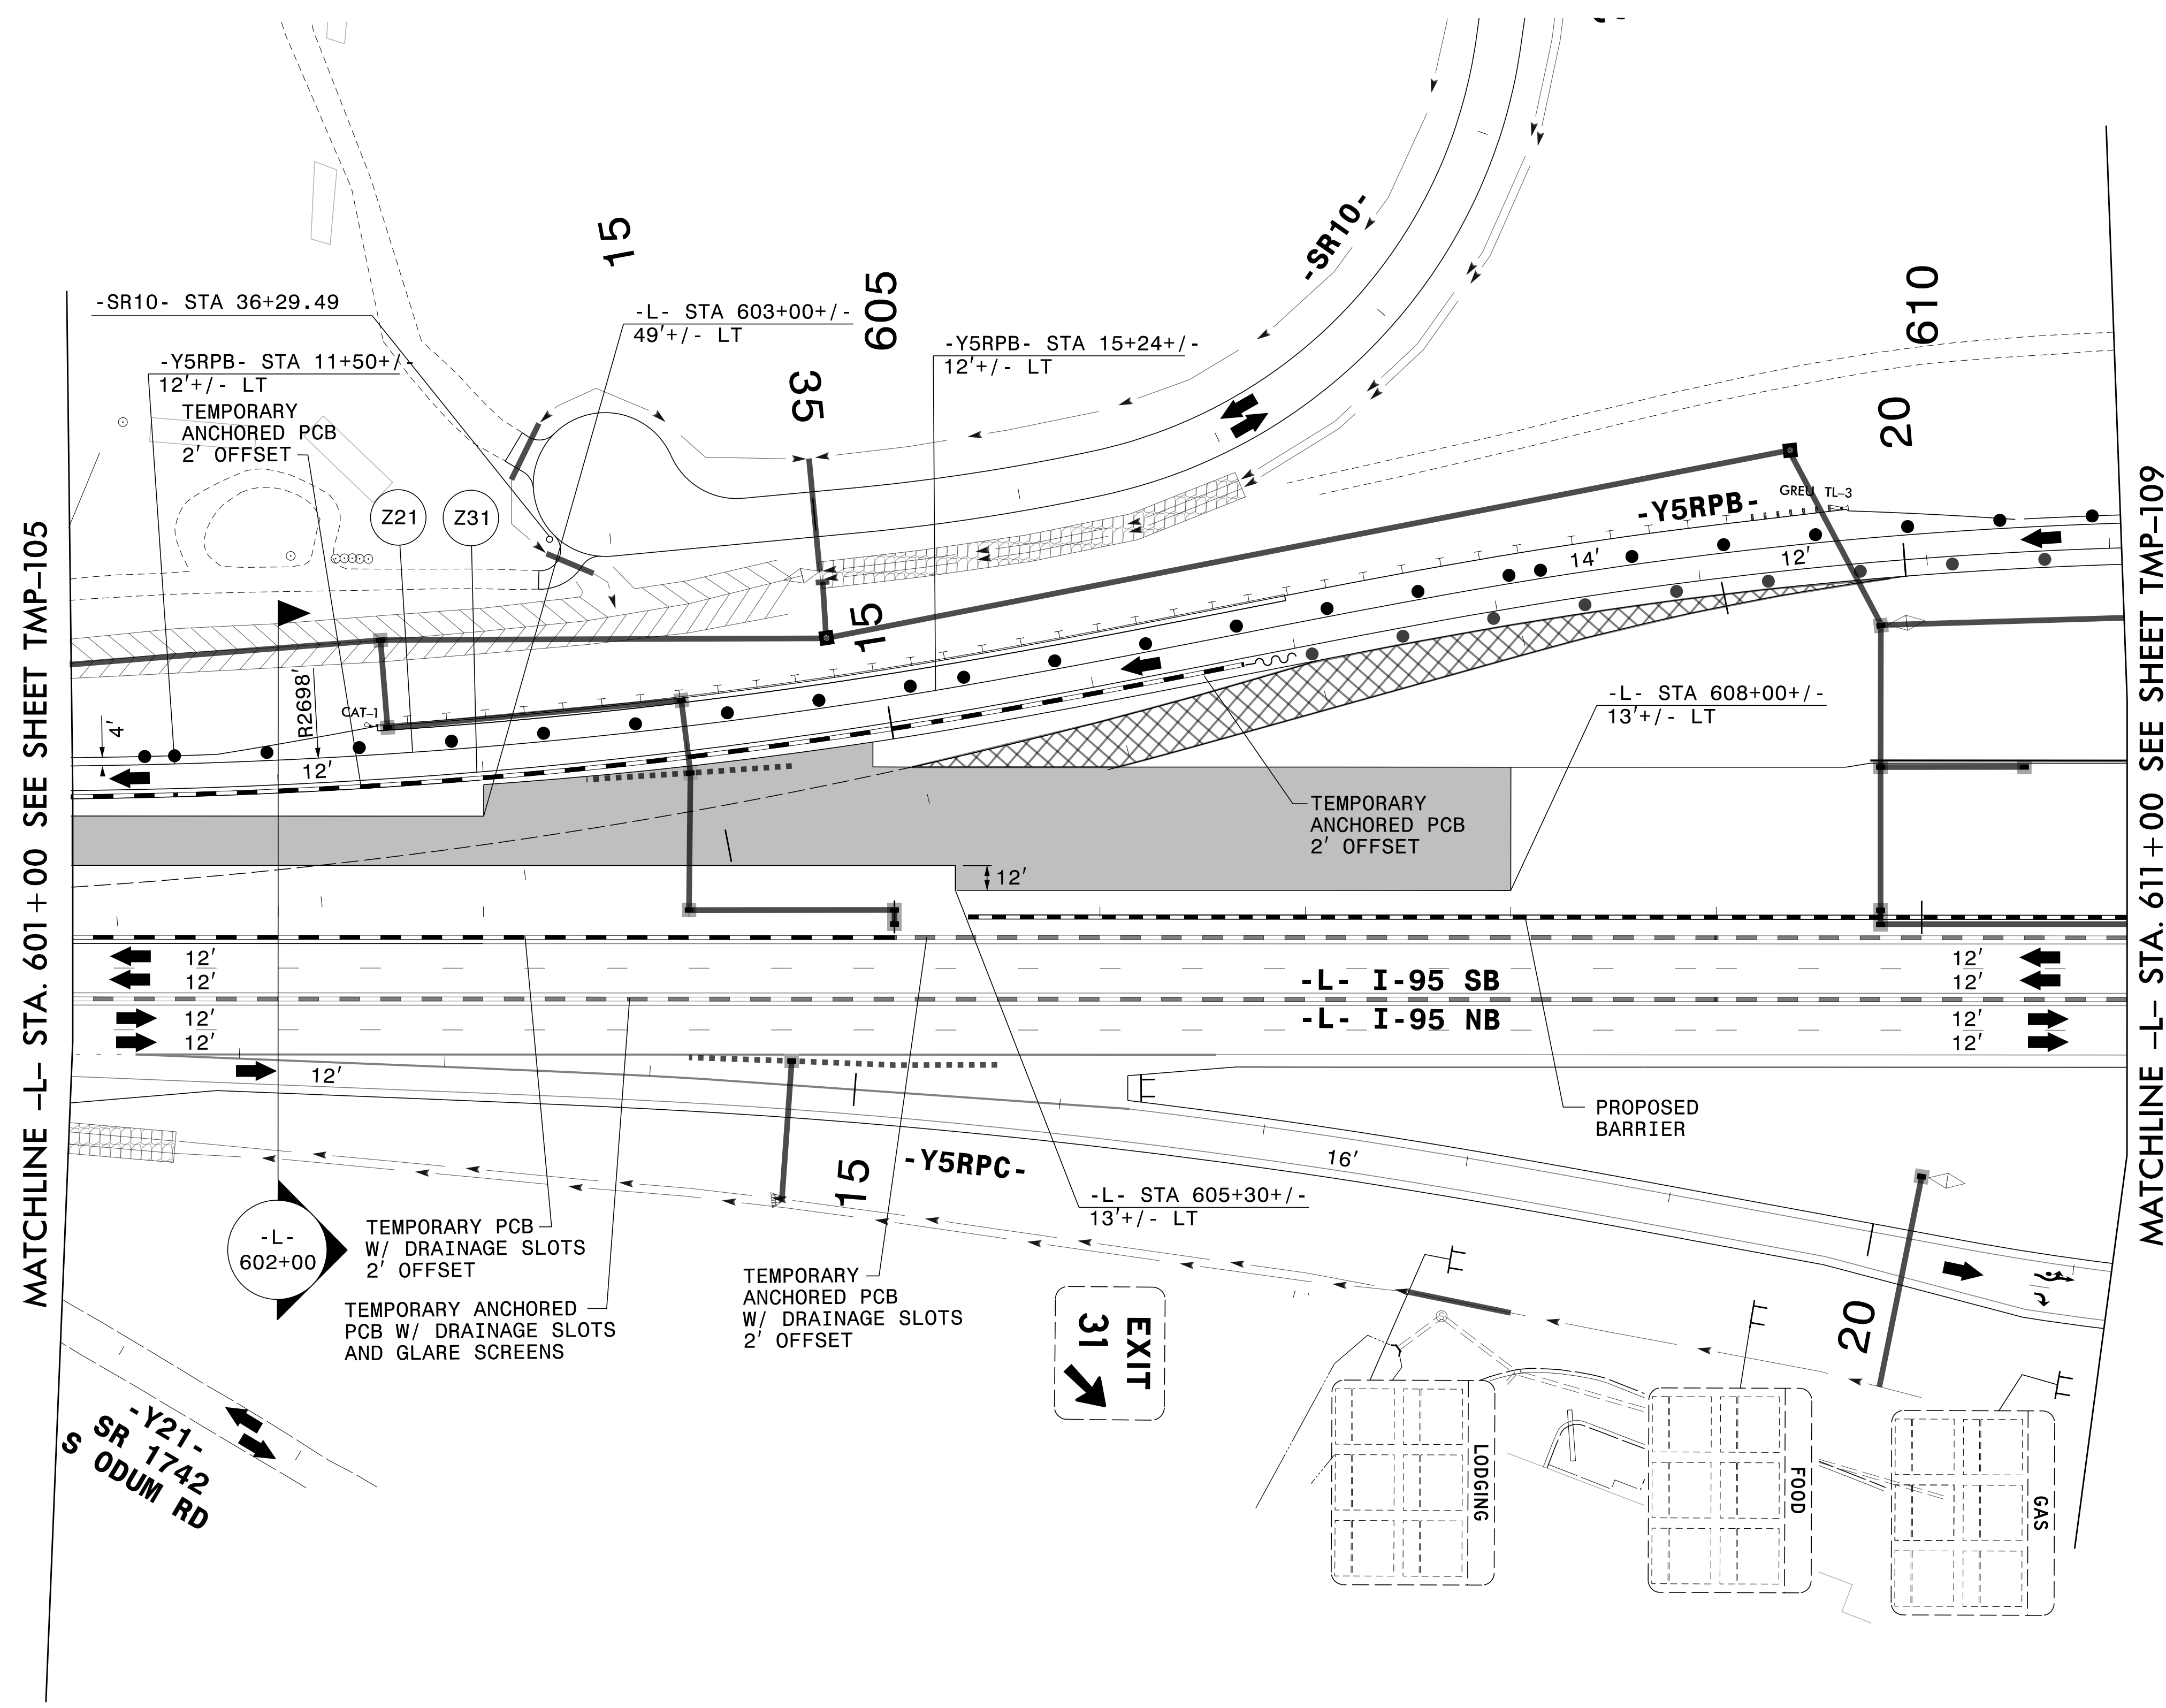 -SR10-
15
605
610
-SR10- STA 36+29.49
-L- STA 603+00+/-
49'+/- LT
-Y5RPB- STA 15+24+/-
12'+/- LT
-Y5RPB- STA 11+50+/-
12'+/- LT
35
20
TEMPORARY
ANCHORED PCB
2' OFFSET
Z21
Z31
-Y5RPB-
GREU TL-3
14'
12'
15
R2698'
CAT-1
4'
12'
-L- STA 608+00+/-
13'+/- LT
TEMPORARY
ANCHORED PCB
2' OFFSET
12'
MATCHLINE -L- STA. 601+00 SEE SHEET TMP-105
MATCHLINE -L- STA. 611+00 SEE SHEET TMP-109
12'
12'
-L- I-95 SB
12'
12'
12'
12'
-L- I-95 NB
12'
12'
12'
PROPOSED
BARRIER
-Y5RPC-
15
16'
-L- STA 605+30+/-
13'+/- LT
-L-
602+00
TEMPORARY PCB
W/ DRAINAGE SLOTS
2' OFFSET
TEMPORARY
ANCHORED PCB
W/ DRAINAGE SLOTS
2' OFFSET
TEMPORARY ANCHORED
PCB W/ DRAINAGE SLOTS
AND GLARE SCREENS
EXIT
31
20
-Y21-
SR 1742
S ODUM RD
LODGING
FOOD
GAS